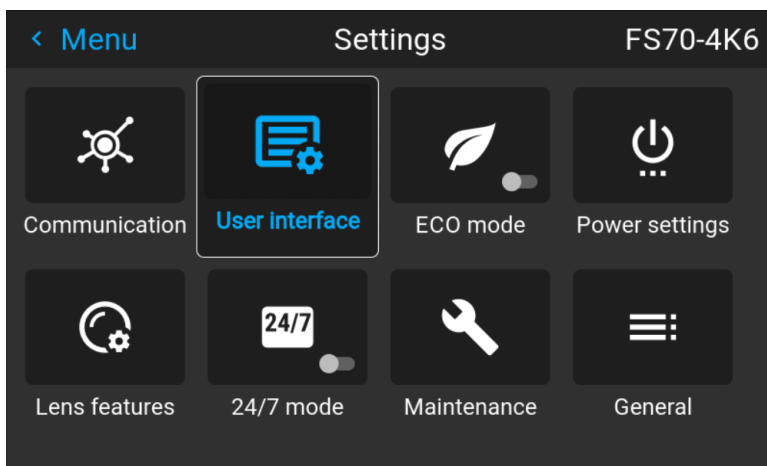 ‹ Menu Settings FS70-4K6
Communication User interface ECO mode Power settings
24/7
Lens features 24/7 mode Maintenance General